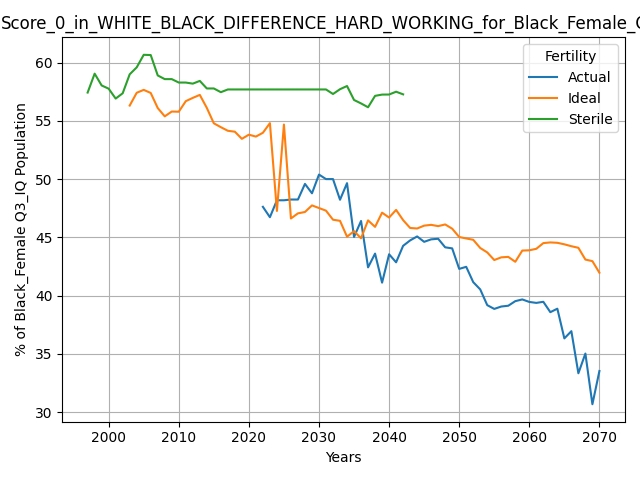 Score_0_in_WHITE_BLACK_DIFFERENCE_HARD_WORKING_for_Black_Female_
Fertility
Actual
Ideal
Sterile
% of Black_Female Q3_IQ Population
60
55
50
45
40
35
30
2000
2010
2020
2030
2040
2050
2060
2070
Years